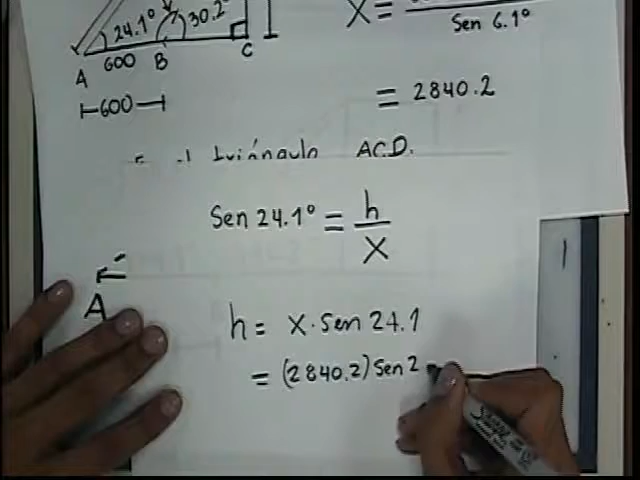 24.1° 30.2°
A 600 B C
600
X =
Sen 6.1°
= 2840.2
triángulo ACD.
Sen 24.1° = h
X
A
h = X · Sen 24.1
= (2840.2) Sen 2